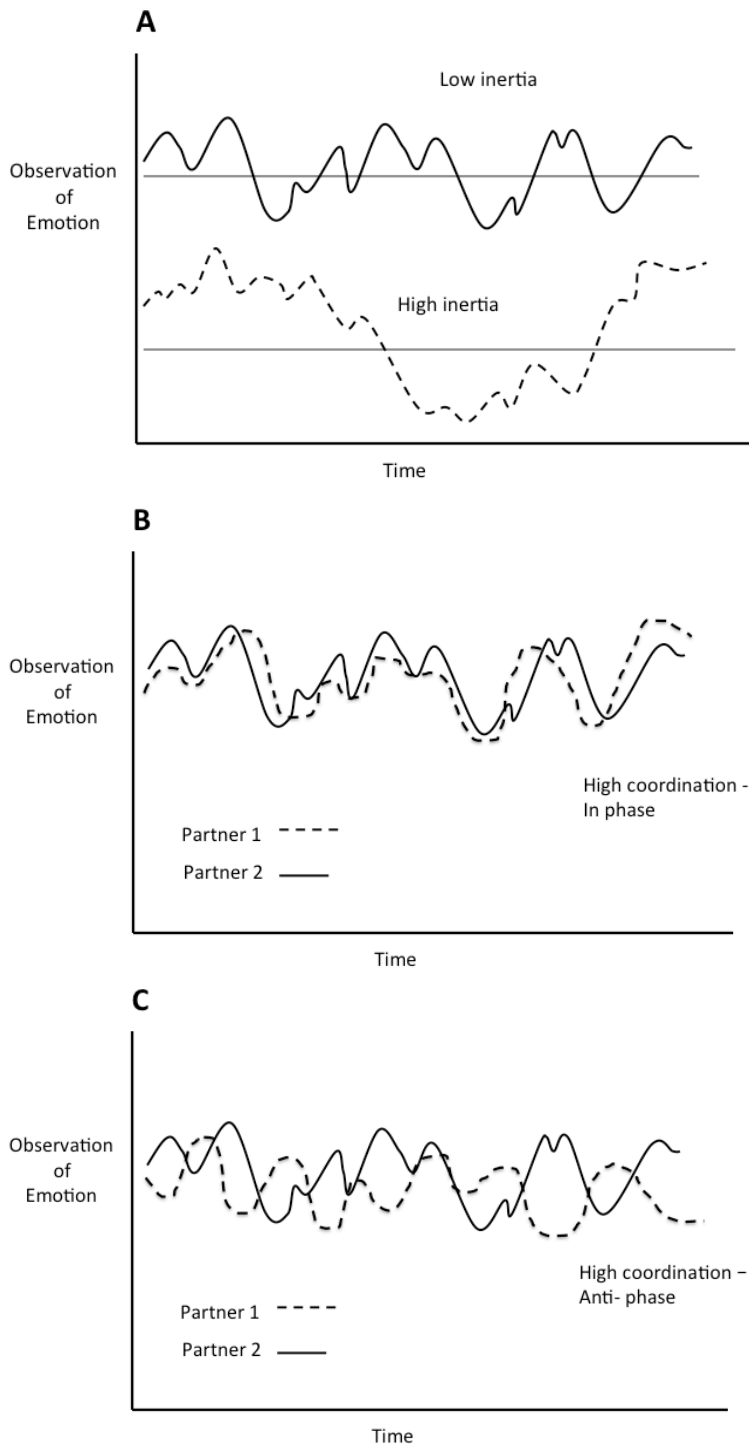 A
Low inertia
Observation
of
Emotion
High inertia
Time
B
Observation
of
Emotion
High coordination -
In phase
Partner 1
Partner 2
Time
C
Observation
of
Emotion
High coordination –
Anti- phase
Partner 1
Partner 2
Time